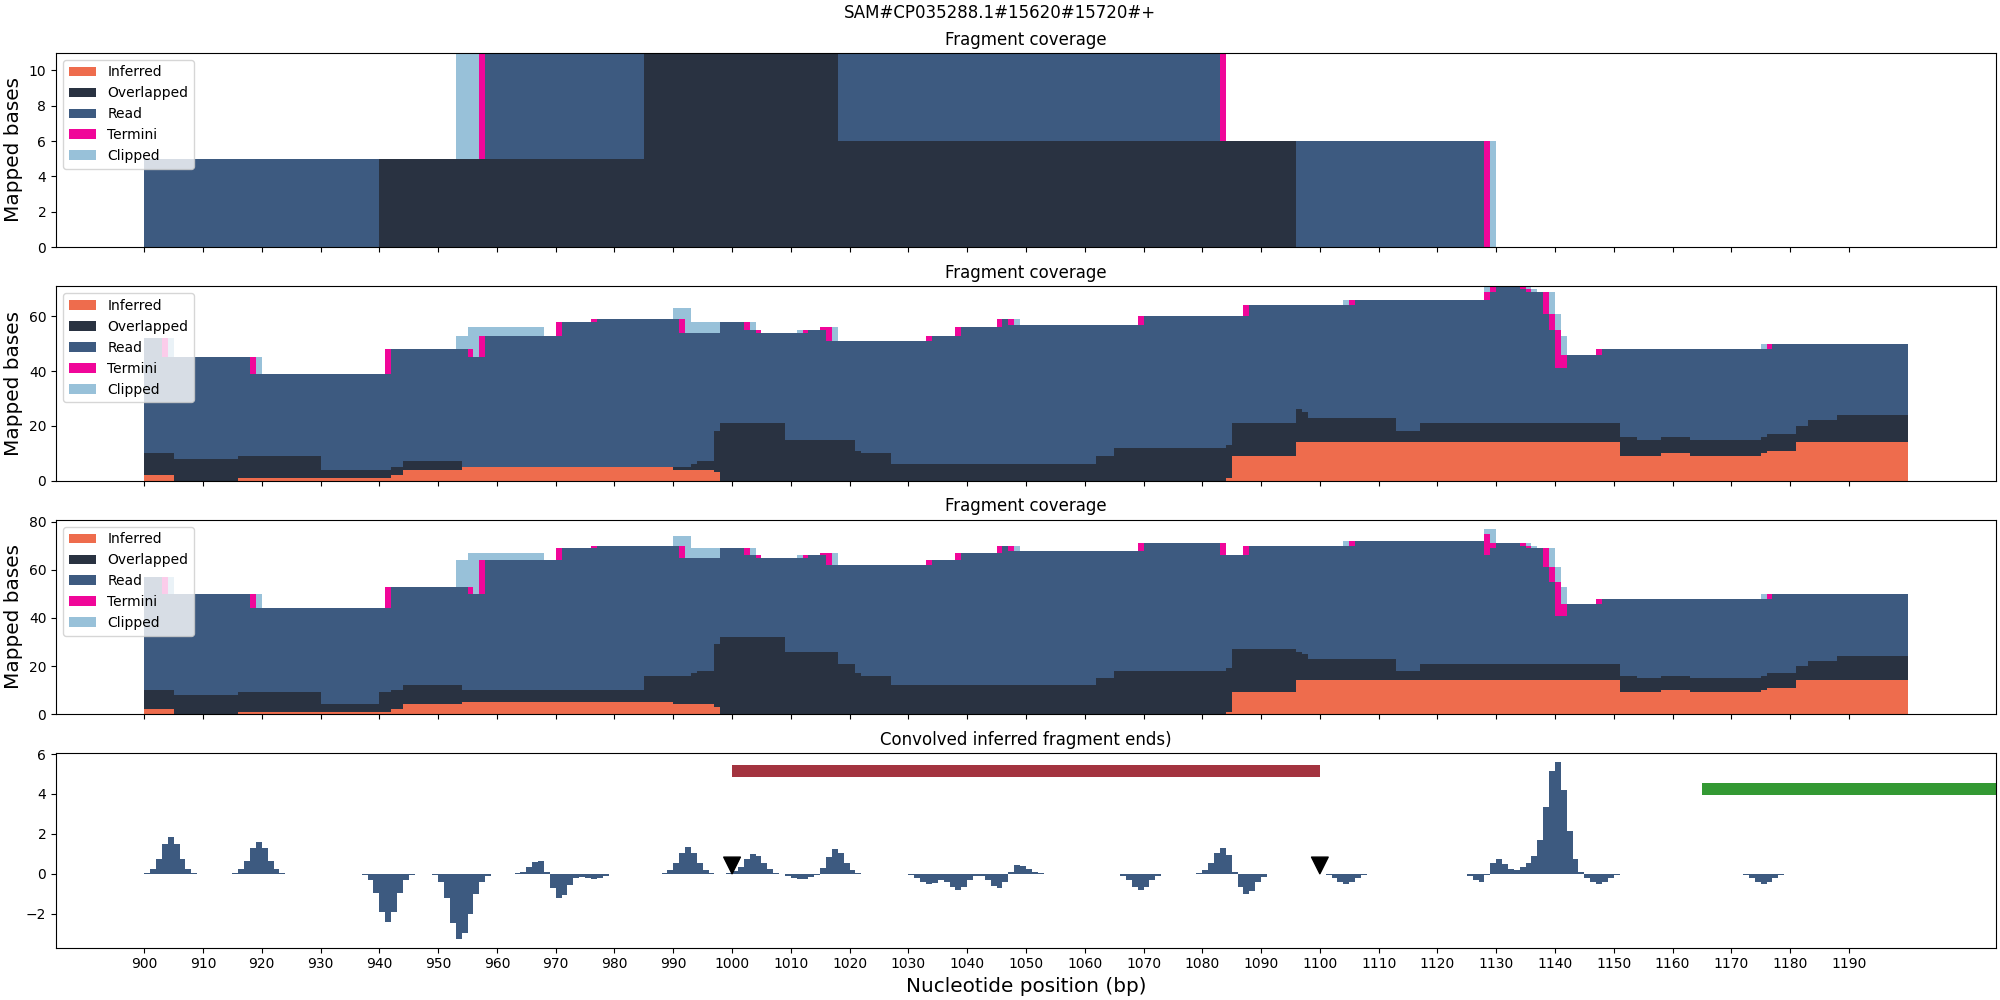 SAM#CP035288.1#15620#15720#+
Fragment coverage
Mapped bases
10
8
6
4
2
0
Inferred
Overlapped
Read
Termini
Clipped
Fragment coverage
Mapped bases
60
40
20
0
Inferred
Overlapped
Read
Termini
Clipped
Fragment coverage
Mapped bases
80
60
40
20
0
Inferred
Overlapped
Read
Termini
Clipped
Convolved inferred fragment ends)
6
4
2
0
−2
900 910 920 930 940 950 960 970 980 990 1000 1010 1020 1030 1040 1050 1060 1070 1080 1090 1100 1110 1120 1130 1140 1150 1160 1170 1180 1190
Nucleotide position (bp)